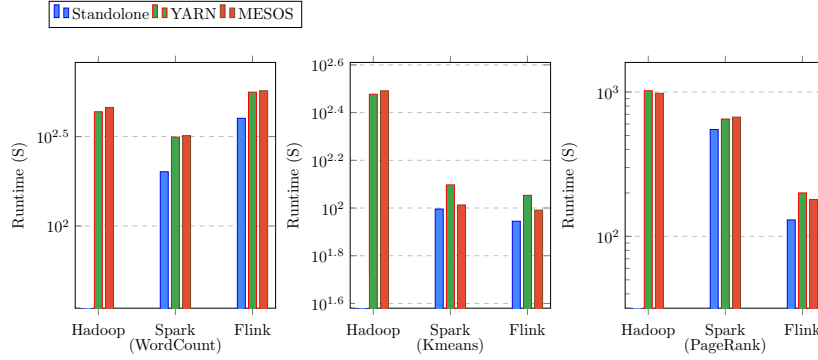 Standolone YARN MESOS
Runtime (S)
10^2.5
10^2
Hadoop Spark Flink
(WordCount)
Runtime (S)
10^2.6
10^2.4
10^2.2
10^2
10^1.8
10^1.6
Hadoop Spark Flink
(Kmeans)
Runtime (S)
10^3
10^2
Hadoop Spark Flink
(PageRank)